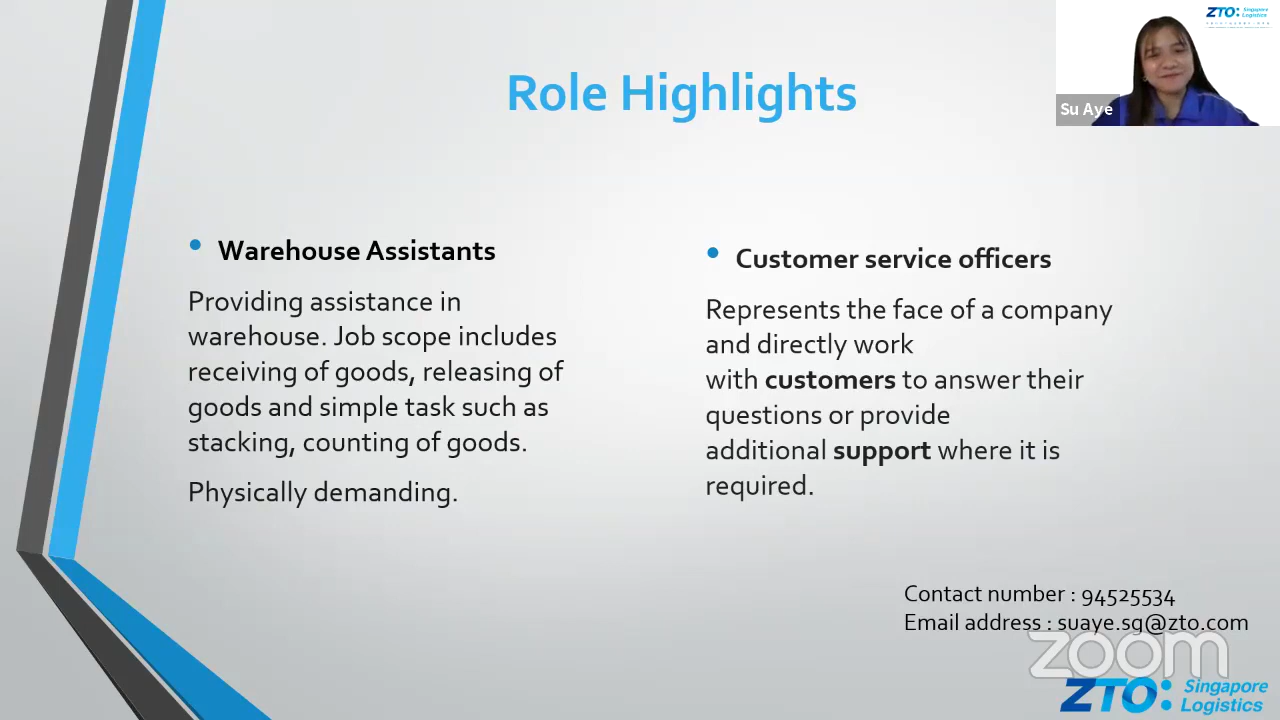 Role Highlights
ZTO: Singapore
Logistics
Su Aye
• Warehouse Assistants
Providing assistance in
warehouse. Job scope includes
receiving of goods, releasing of
goods and simple task such as
stacking, counting of goods.
Physically demanding.
• Customer service officers
Represents the face of a company
and directly work
with customers to answer their
questions or provide
additional support where it is
required.
Contact number : 94525534
Email address : suaye.sg@zto.com
zoom
ZTO: Singapore
Logistics